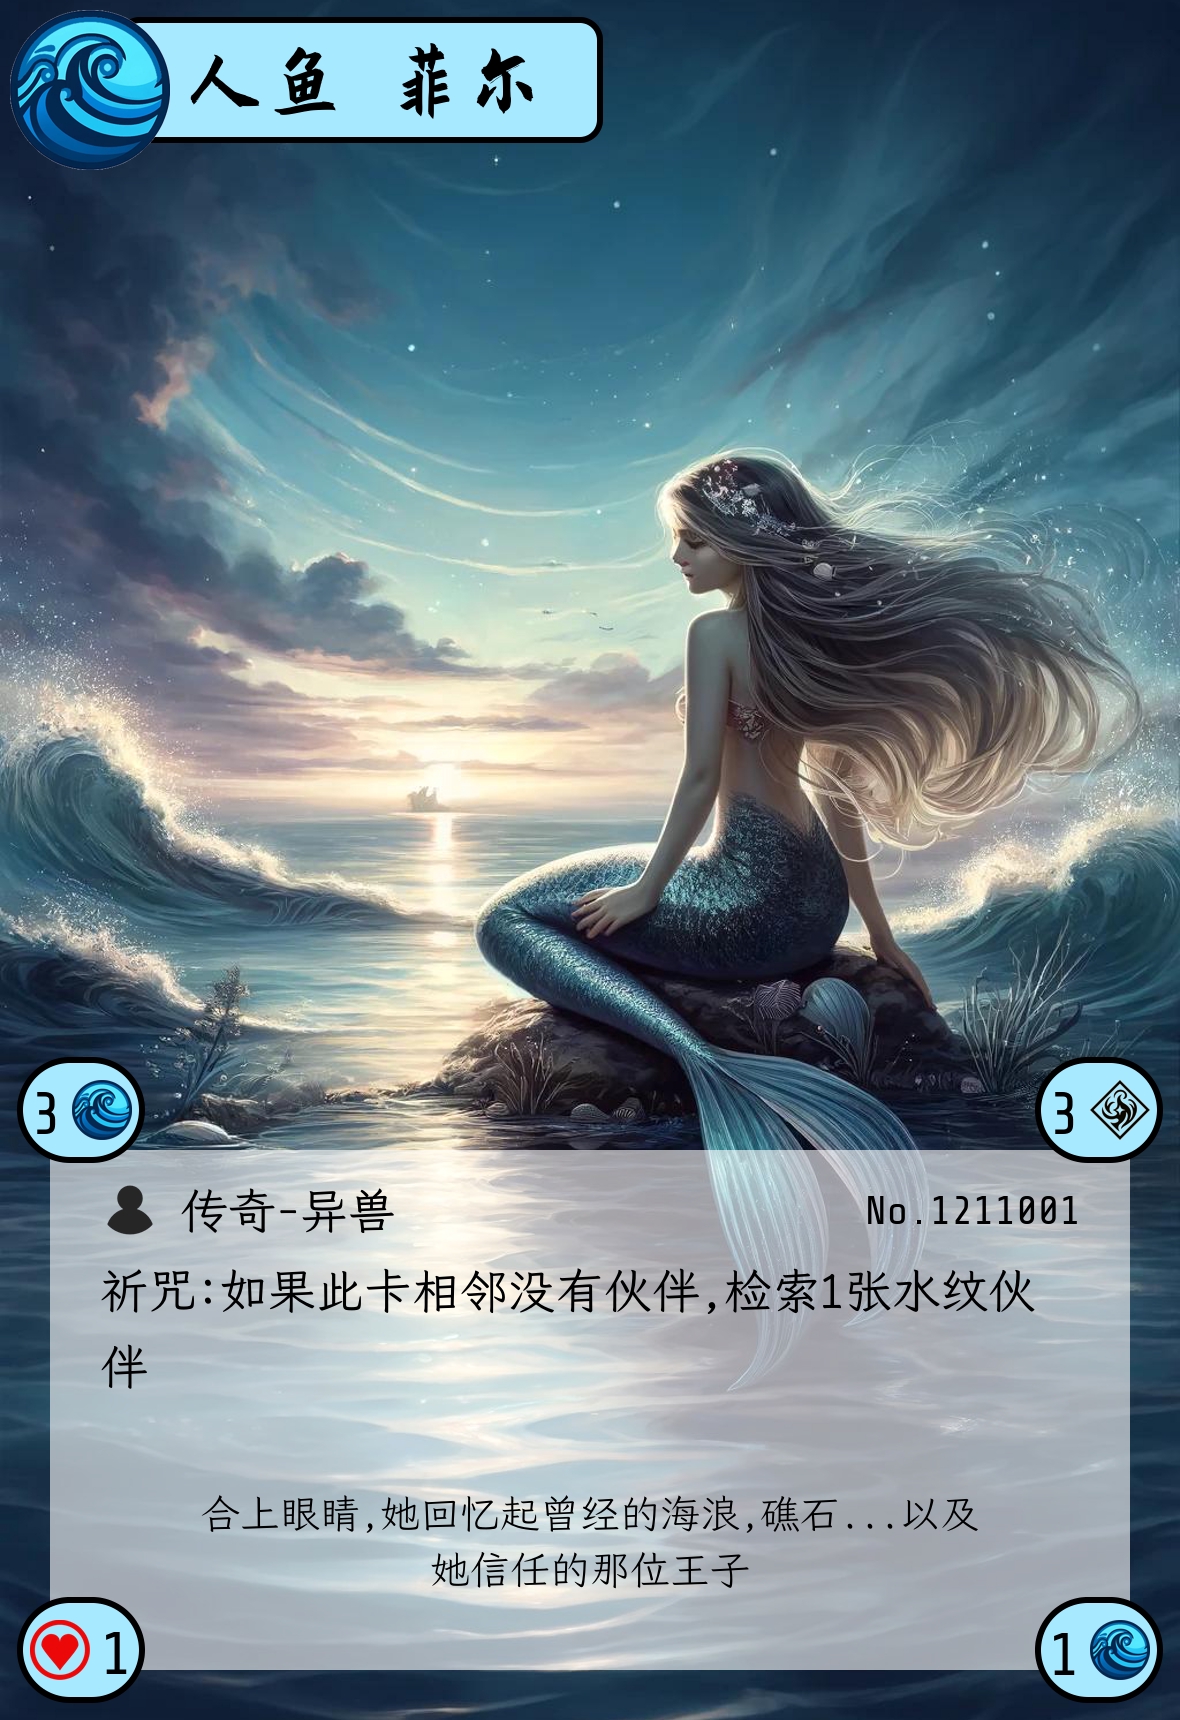 人鱼 菲尔
3
3
传奇-异兽
No.1211001
祈咒:如果此卡相邻没有伙伴,检索1张水纹伙
伴
合上眼睛,她回忆起曾经的海浪,礁石...以及
她信任的那位王子
1
1